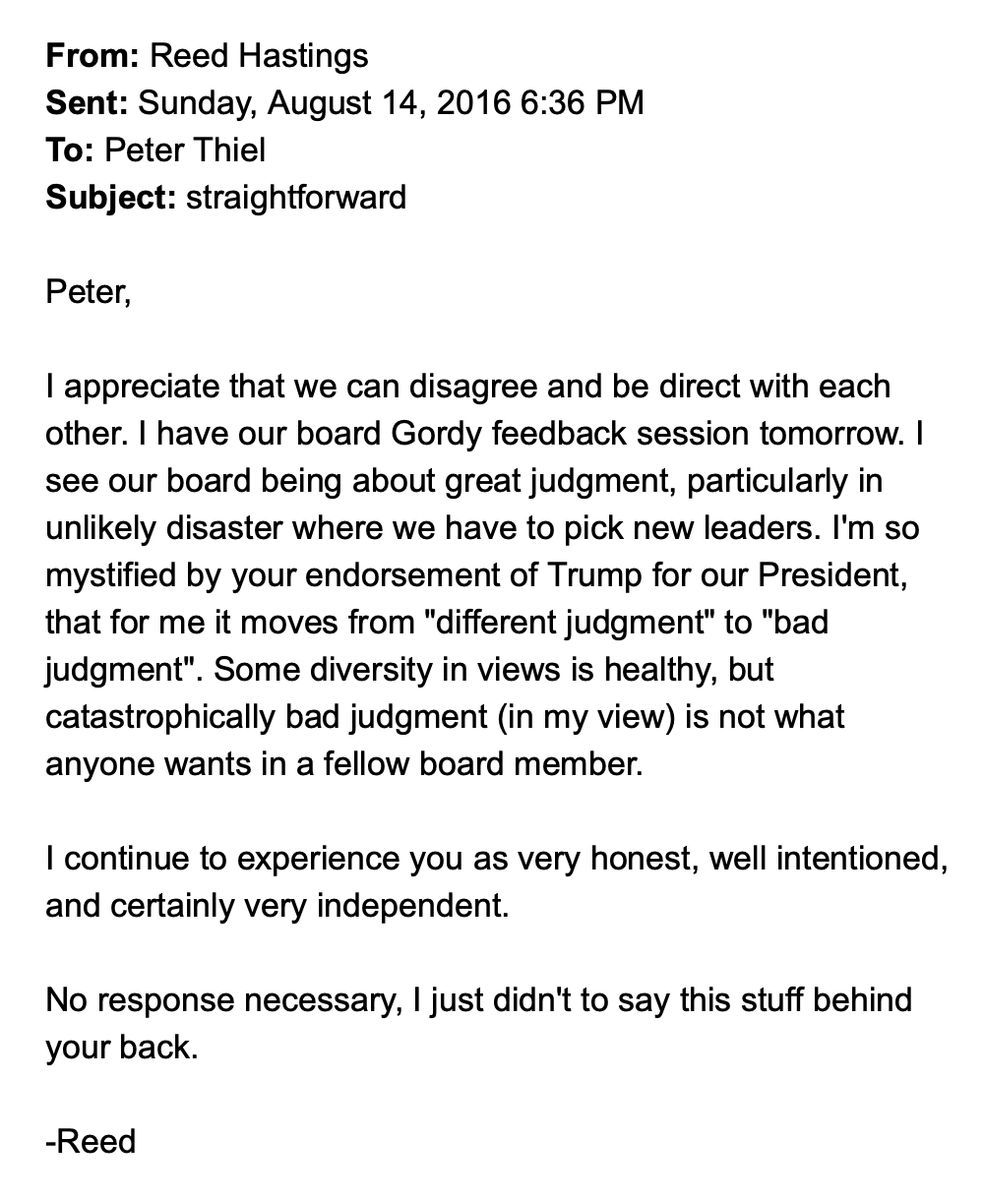 From: Reed Hastings
Sent: Sunday, August 14, 2016 6:36 PM
To: Peter Thiel
Subject: straightforward
Peter,
I appreciate that we can disagree and be direct with each
other. I have our board Gordy feedback session tomorrow. I
see our board being about great judgment, particularly in
unlikely disaster where we have to pick new leaders. I'm so
mystified by your endorsement of Trump for our President,
that for me it moves from "different judgment" to "bad
judgment". Some diversity in views is healthy, but
catastrophically bad judgment (in my view) is not what
anyone wants in a fellow board member.
I continue to experience you as very honest, well intentioned,
and certainly very independent.
No response necessary, I just didn't to say this stuff behind
your back.
-Reed